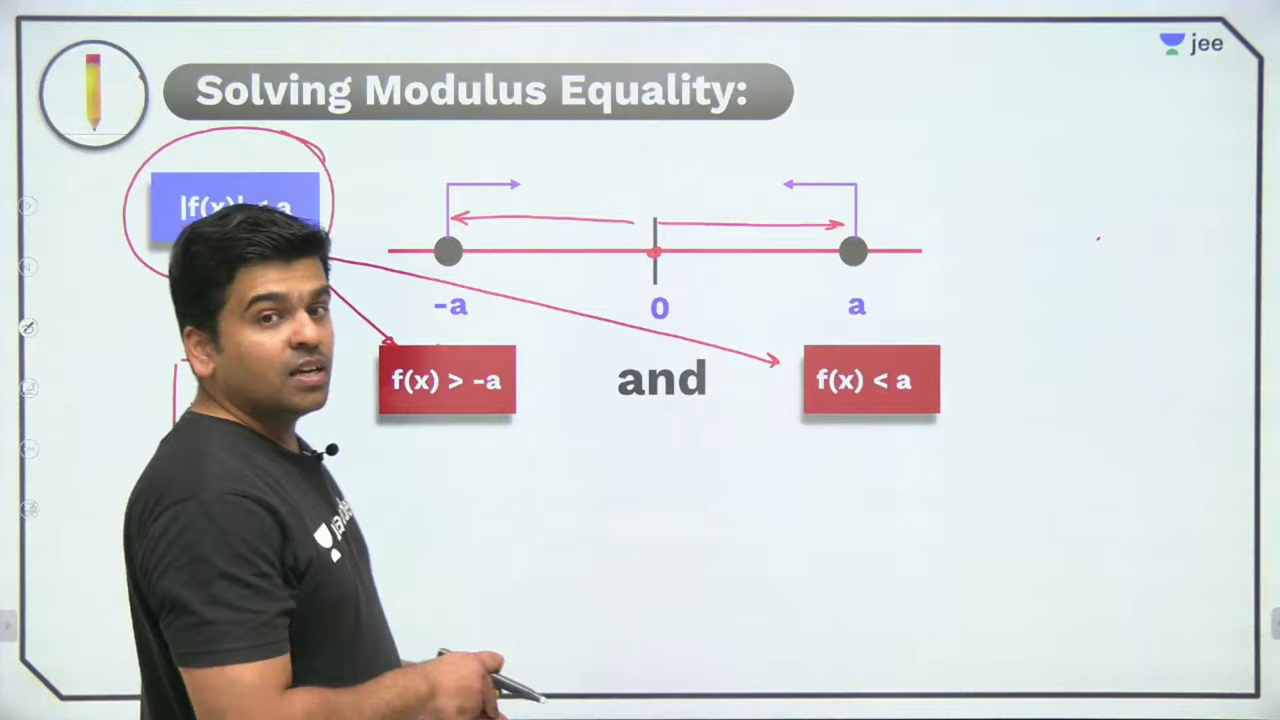 jee
Solving Modulus Equality:
|f(x)| < a
-a
0
a
f(x) > -a
and
f(x) < a